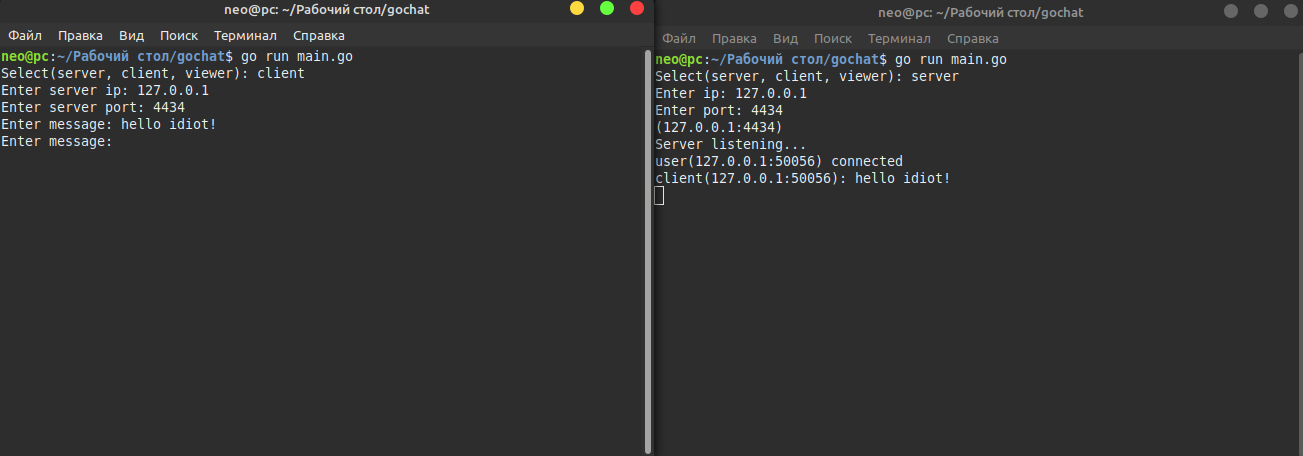 neo@pc: ~/Рабочий стол/gochat
Файл Правка Вид Поиск Терминал Справка
neo@pc:~/Рабочий стол/gochat$ go run main.go
Select(server, client, viewer): client
Enter server ip: 127.0.0.1
Enter server port: 4434
Enter message: hello idiot!
Enter message:
neo@pc: ~/Рабочий стол/gochat
Файл Правка Вид Поиск Терминал Справка
neo@pc:~/Рабочий стол/gochat$ go run main.go
Select(server, client, viewer): server
Enter ip: 127.0.0.1
Enter port: 4434
(127.0.0.1:4434)
Server listening...
user(127.0.0.1:50056) connected
client(127.0.0.1:50056): hello idiot!